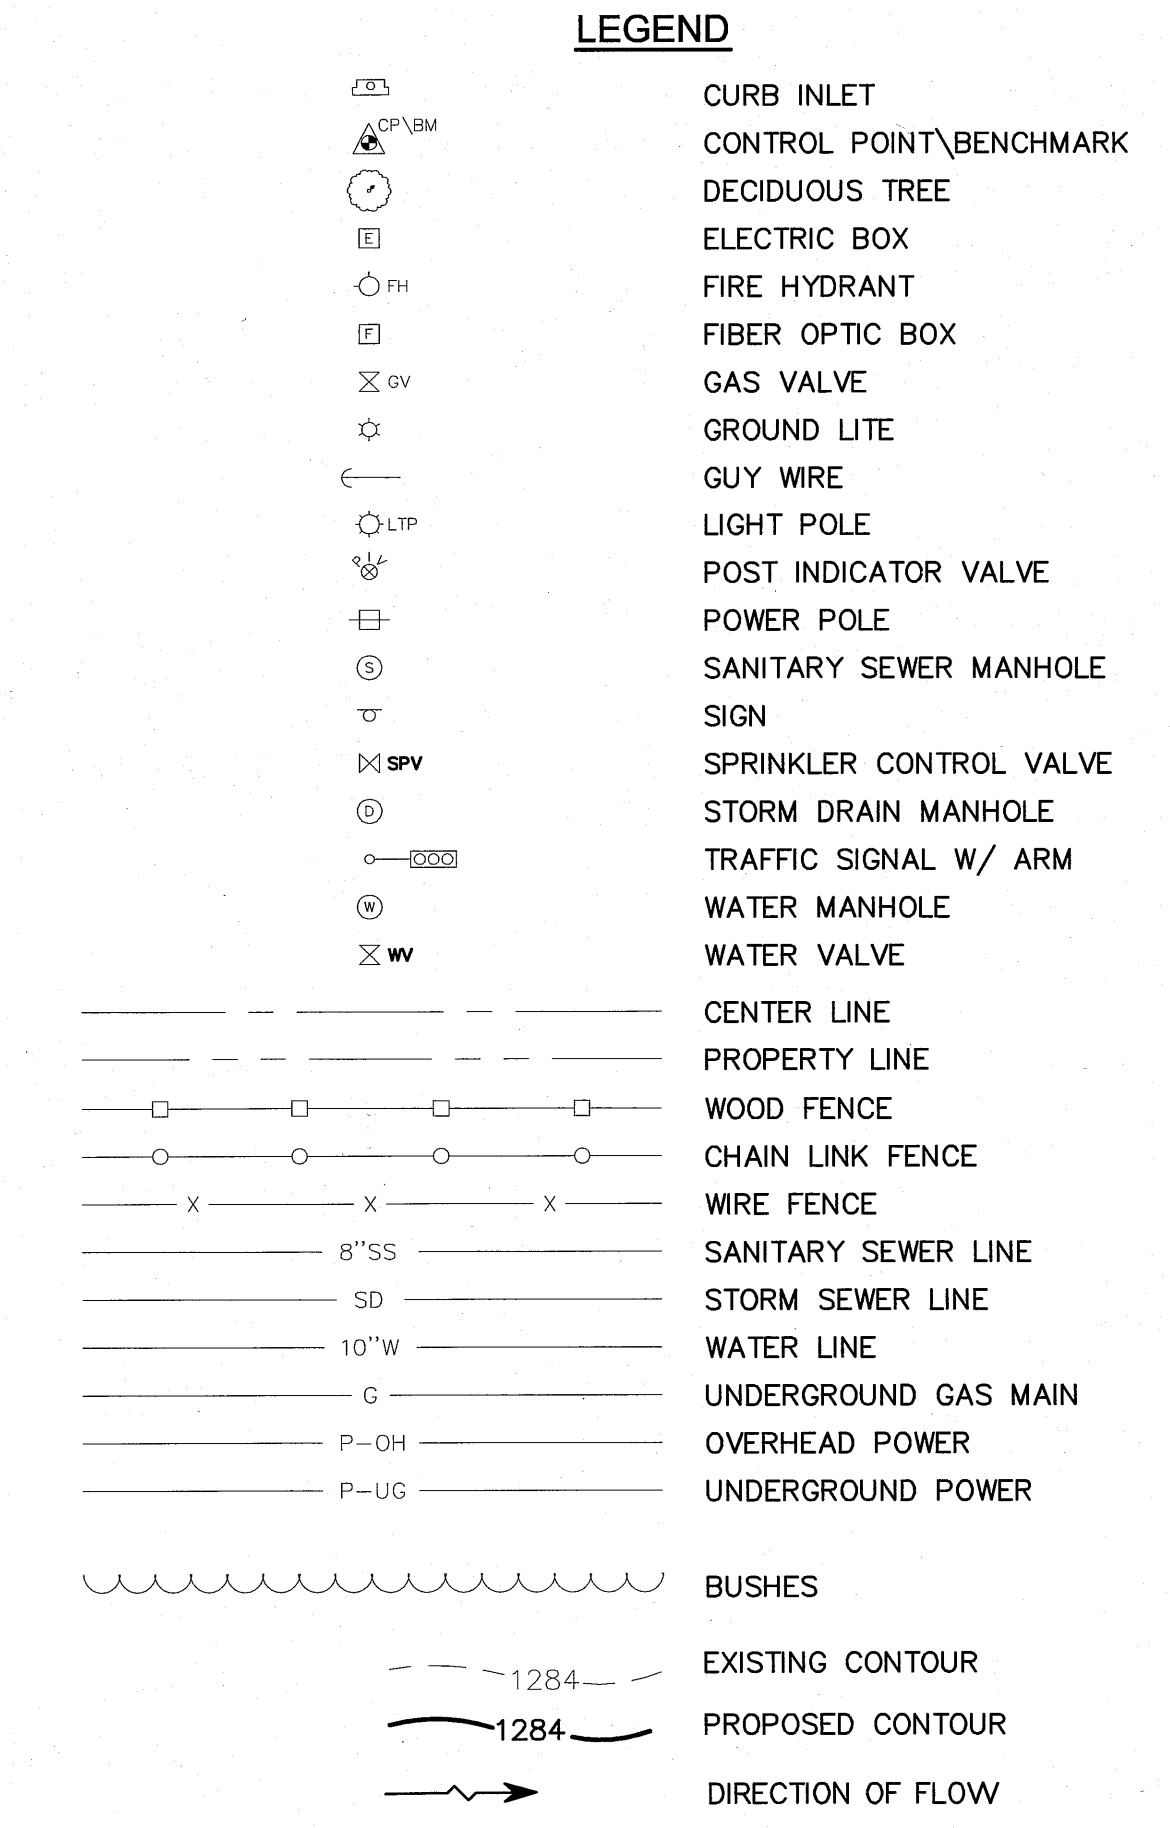 LEGEND
CURB INLET
CP\BM CONTROL POINT\BENCHMARK
DECIDUOUS TREE
E ELECTRIC BOX
FH FIRE HYDRANT
F FIBER OPTIC BOX
GV GAS VALVE
GROUND LITE
GUY WIRE
LTP LIGHT POLE
PIV POST INDICATOR VALVE
POWER POLE
S SANITARY SEWER MANHOLE
SIGN
SPV SPRINKLER CONTROL VALVE
D STORM DRAIN MANHOLE
TRAFFIC SIGNAL W/ ARM
W WATER MANHOLE
WV WATER VALVE
CENTER LINE
PROPERTY LINE
WOOD FENCE
CHAIN LINK FENCE
X X X WIRE FENCE
8"SS SANITARY SEWER LINE
SD STORM SEWER LINE
10"W WATER LINE
G UNDERGROUND GAS MAIN
P-OH OVERHEAD POWER
P-UG UNDERGROUND POWER
BUSHES
1284 EXISTING CONTOUR
1284 PROPOSED CONTOUR
DIRECTION OF FLOW